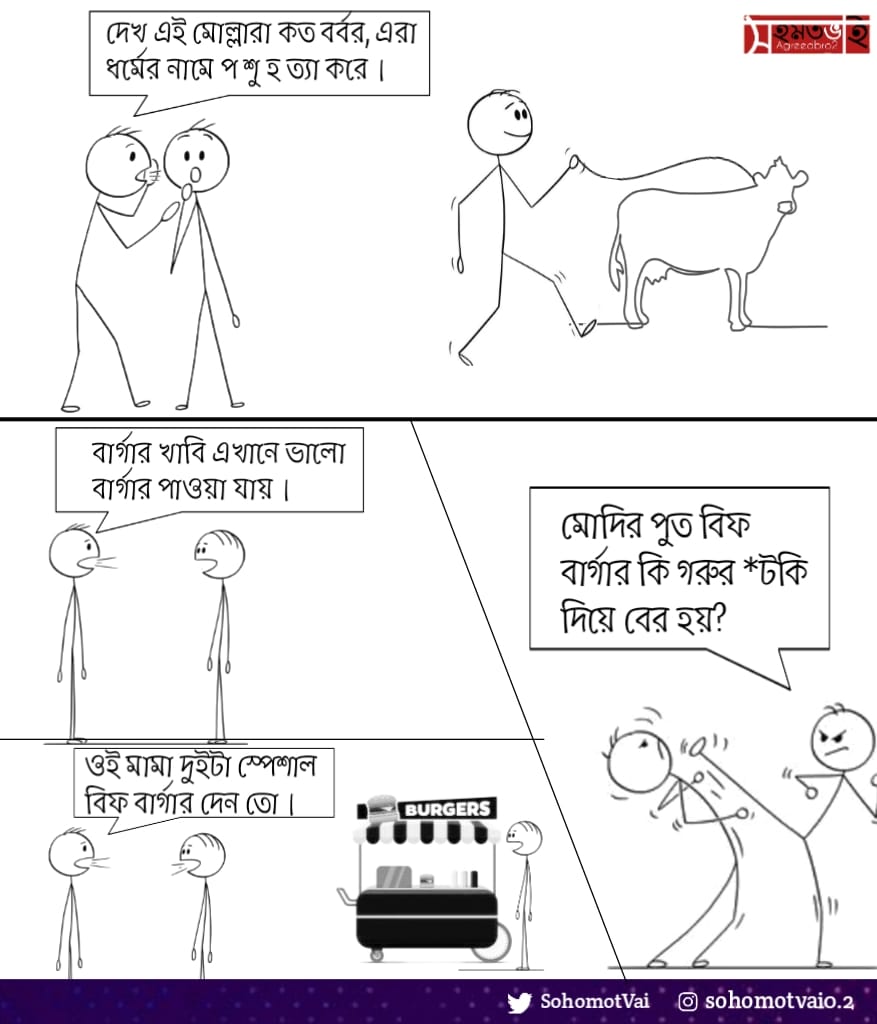 দেখ এই মোল্লারা কত বর্বর, এরা
ধর্মের নামে প শু হ ত্যা করে ।
সহমতভাই
Agreeabro2
বার্গার খাবি এখানে ভালো
বার্গার পাওয়া যায় ।
মোদির পুত বিফ
বার্গার কি গরুর *টকি
দিয়ে বের হয়?
ওই মামা দুইটা স্পেশাল
বিফ বার্গার দেন তো ।
BURGERS
SohomotVai
sohomotvaio.2